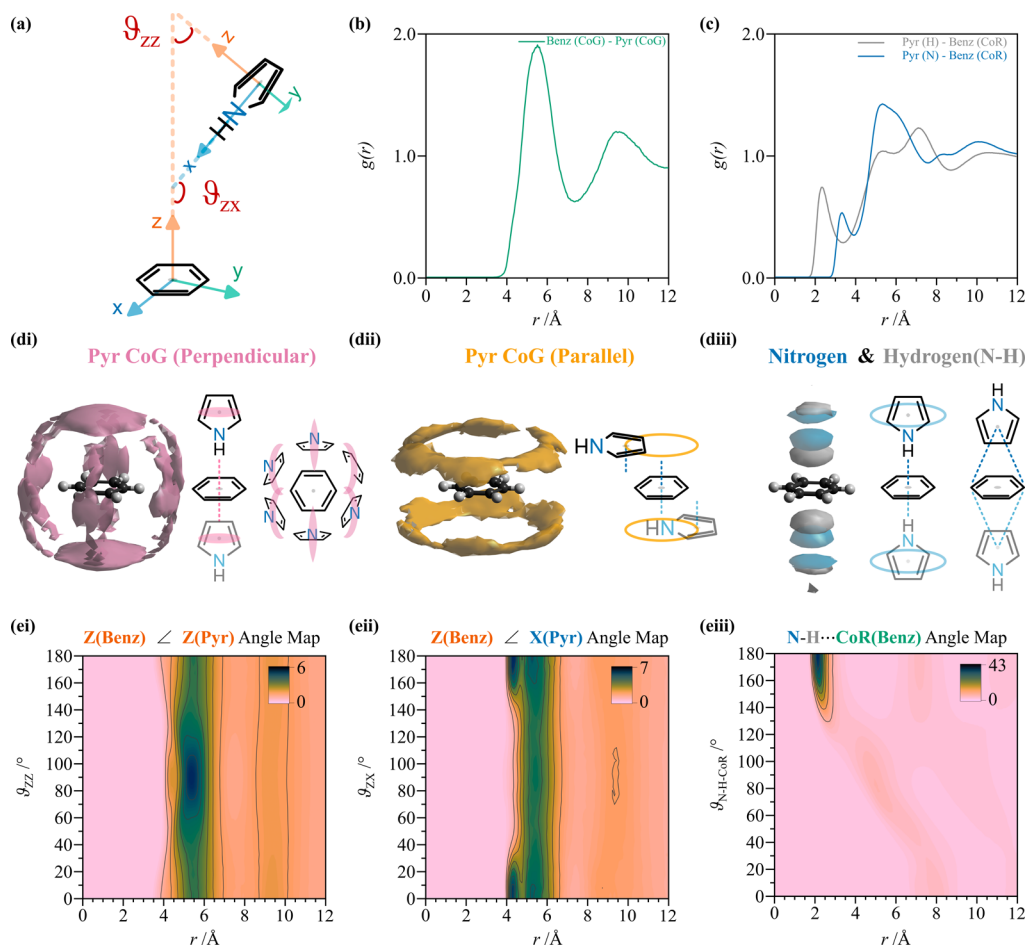 (a)
ϑzz
z
y
HN
x
ϑzx
z
y
x
(b)
Benz (CoG) - Pyr (CoG)
2.0
1.0
0.0
g(r)
0 2 4 6 8 10 12
r /Å
(c)
Pyr (H) - Benz (CoR)
Pyr (N) - Benz (CoR)
2.0
1.0
0.0
g(r)
0 2 4 6 8 10 12
r /Å
(di)
Pyr CoG (Perpendicular)
N
H
N
N
N
N
N
N
N
H
(dii)
Pyr CoG (Parallel)
HN
HN
(diii)
Nitrogen & Hydrogen(N-H)
H
N
N
H
H
N
N
H
(ei)
Z(Benz) ∠ Z(Pyr) Angle Map
6
0
180
160
140
120
100
80
60
40
20
0
ϑZZ /°
0 2 4 6 8 10 12
r /Å
(eii)
Z(Benz) ∠ X(Pyr) Angle Map
7
0
180
160
140
120
100
80
60
40
20
0
ϑZX /°
0 2 4 6 8 10 12
r /Å
(eiii)
N-H···CoR(Benz) Angle Map
43
0
180
160
140
120
100
80
60
40
20
0
ϑN-H-CoR /°
0 2 4 6 8 10 12
r /Å